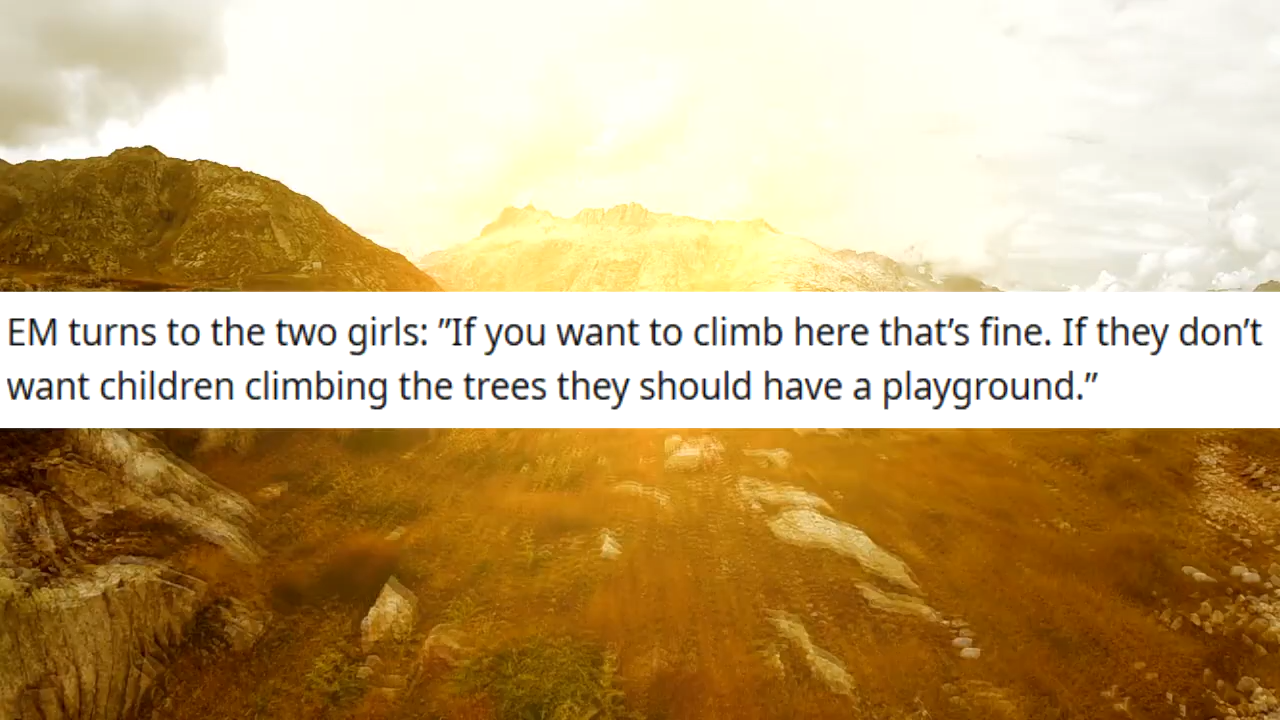 EM turns to the two girls: ”If you want to climb here that’s fine. If they don’t
want children climbing the trees they should have a playground.”